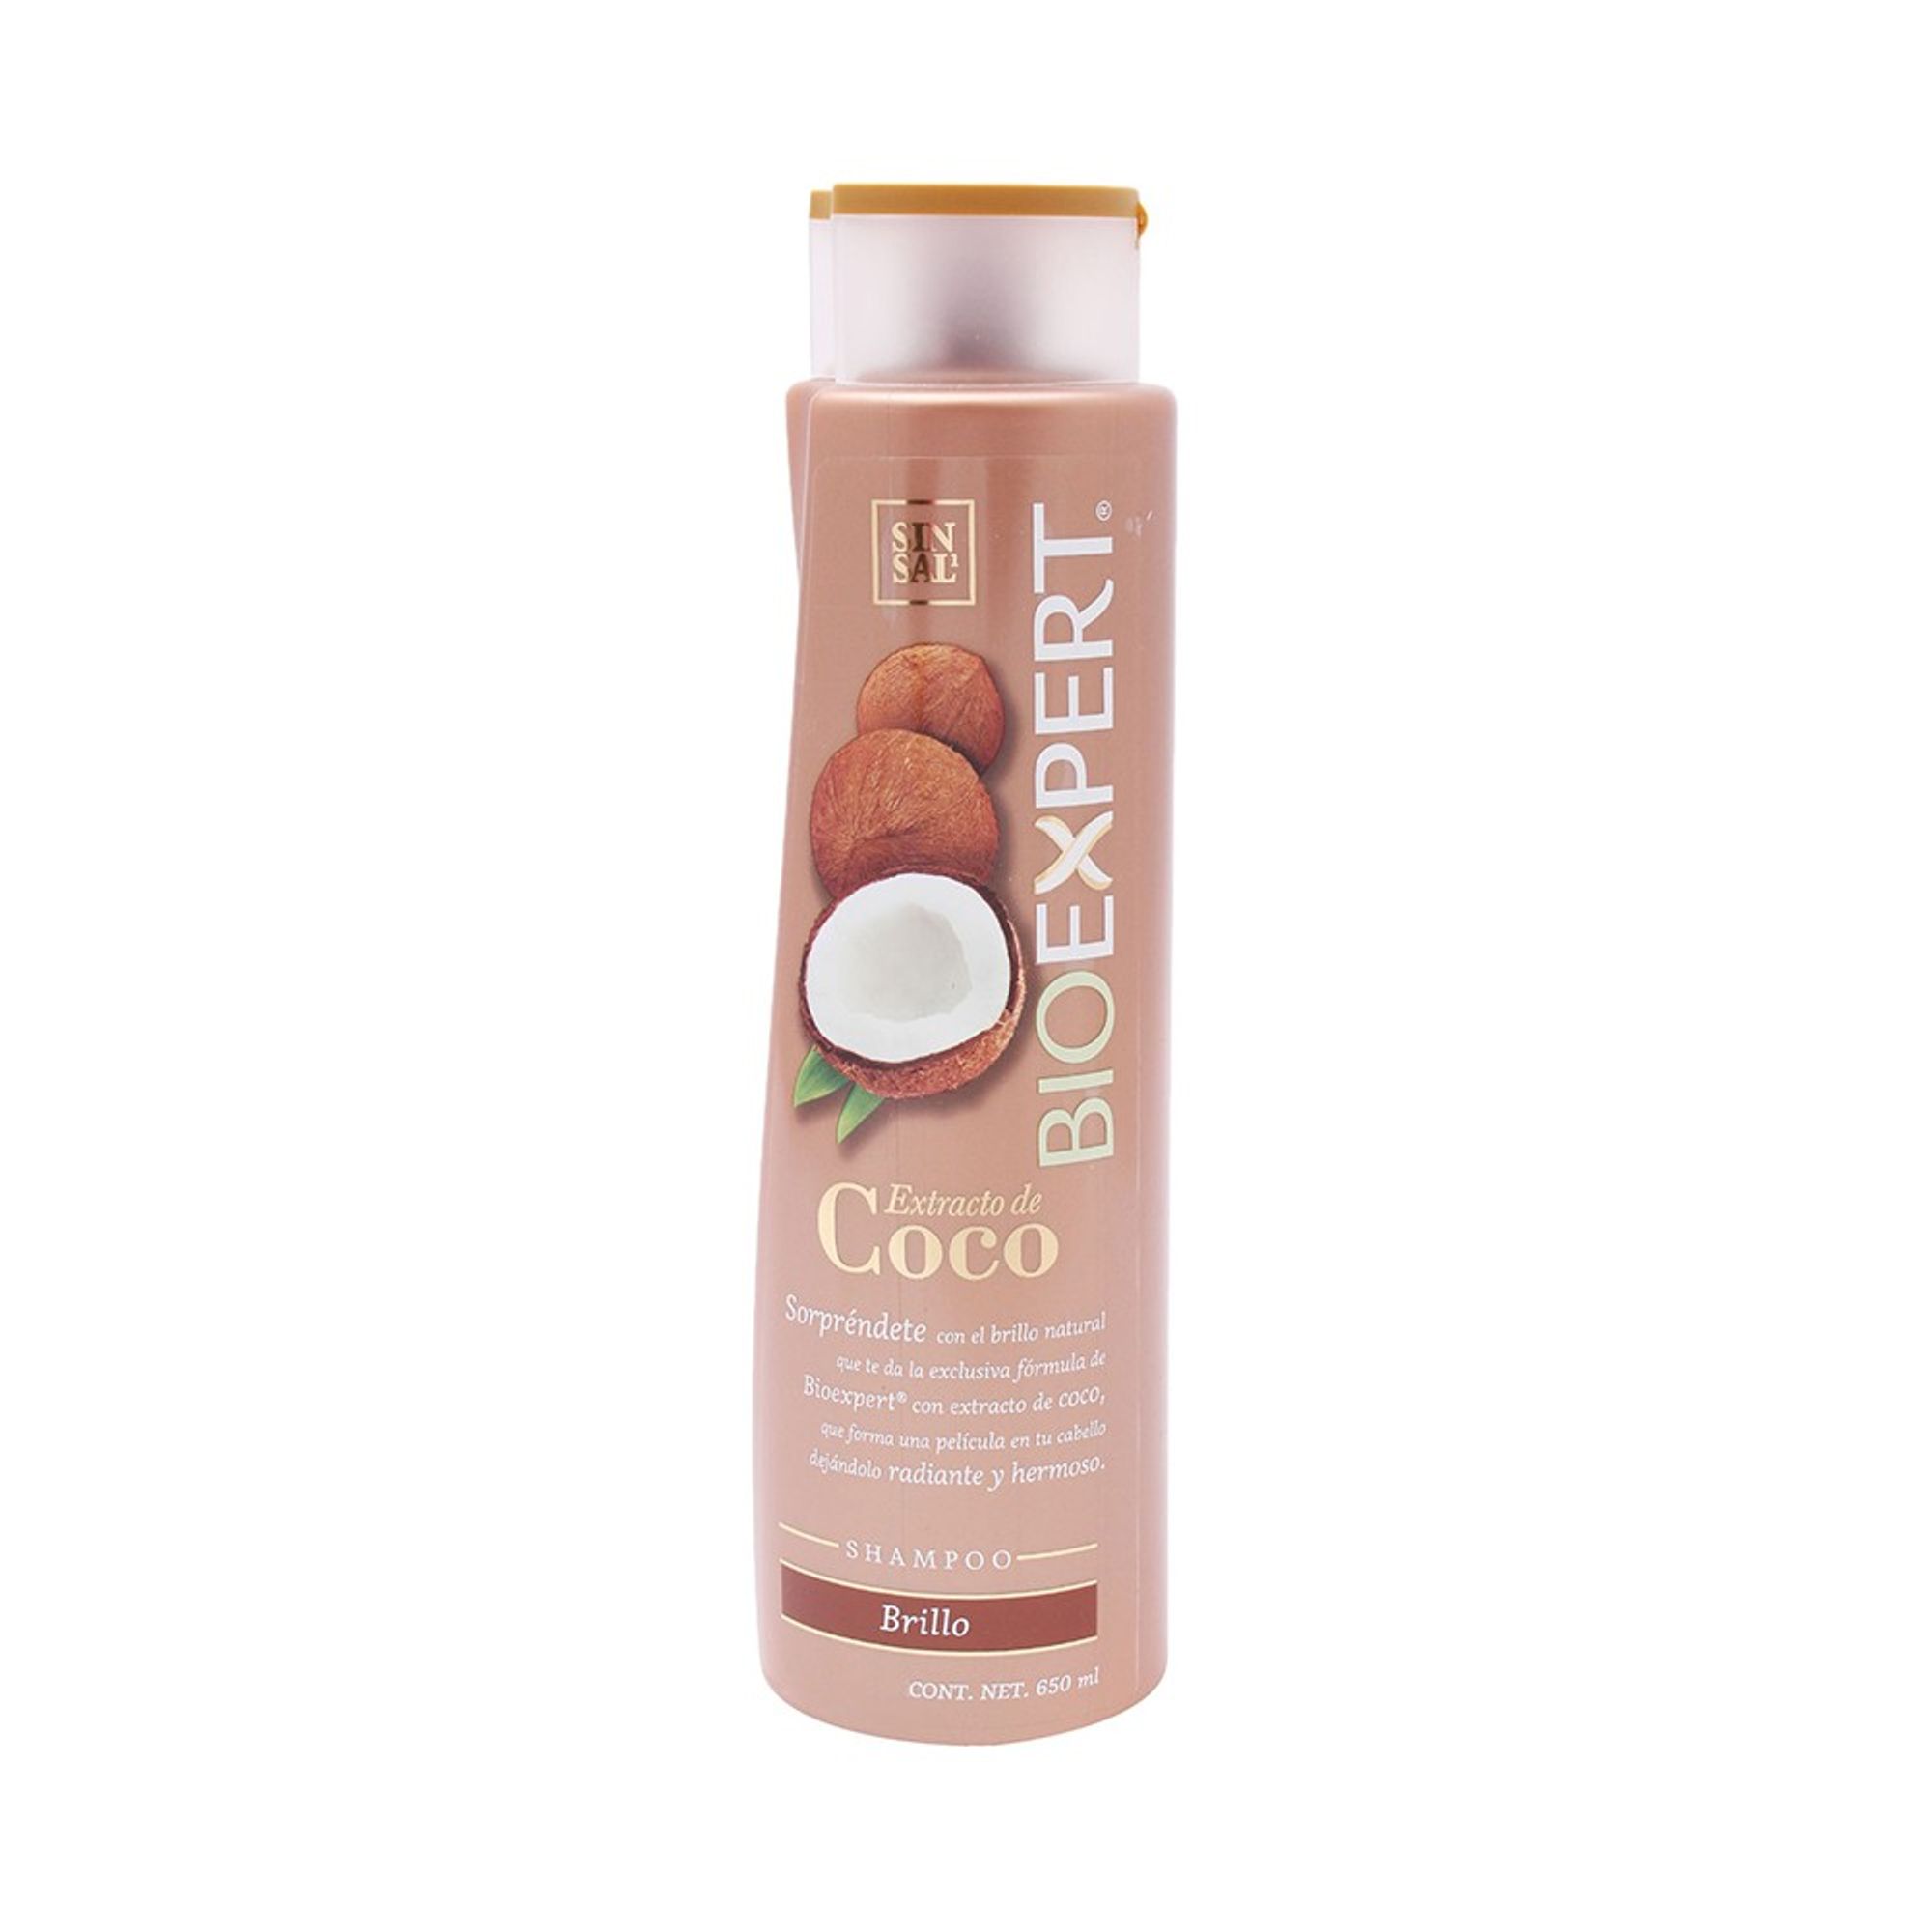 SIN
SAL¹
BIOEXPERT®
Extracto de
Coco
Sorpréndete con el brillo natural
que te da la exclusiva fórmula de
Bioexpert® con extracto de coco,
que forma una película en tu cabello
dejándolo radiante y hermoso.
SHAMPOO
Brillo
CONT. NET. 650 ml